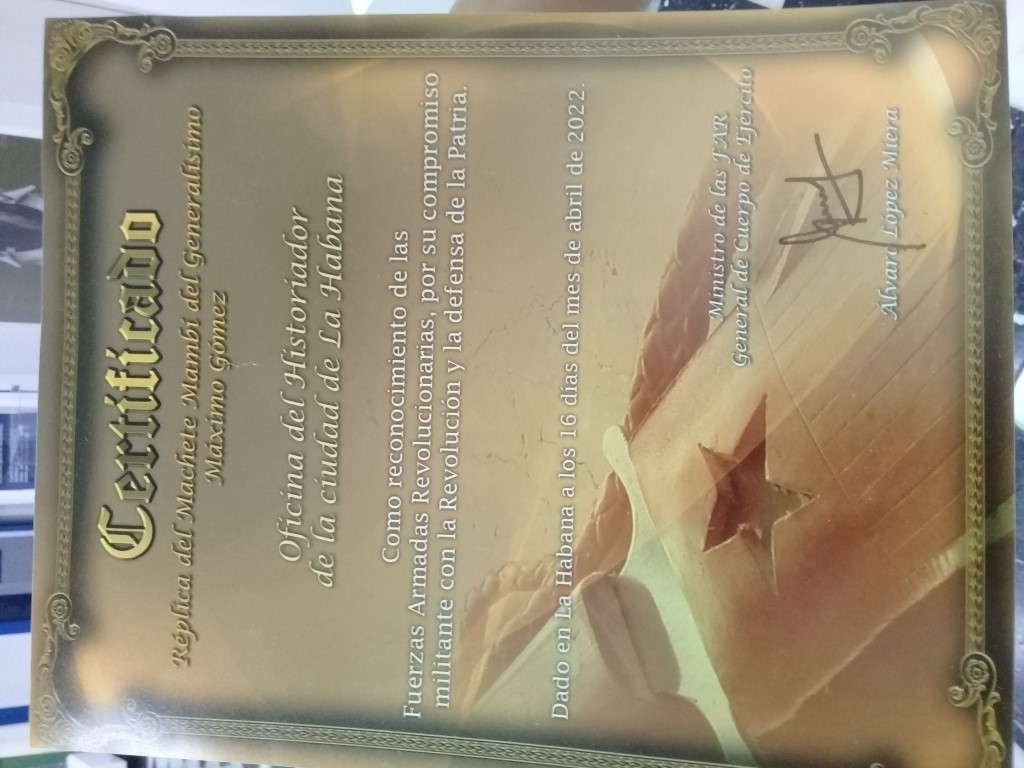 Certificado
Réplica del Machete Mambí del Generalísimo
Máximo Gómez
Oficina del Historiador
de la ciudad de La Habana
Como reconocimiento de las
Fuerzas Armadas Revolucionarias, por su compromiso
militante con la Revolución y la defensa de la Patria.
Dado en La Habana a los 16 días del mes de abril de 2022.
Ministro de las FAR
General de Cuerpo de Ejército
Álvaro López Miera